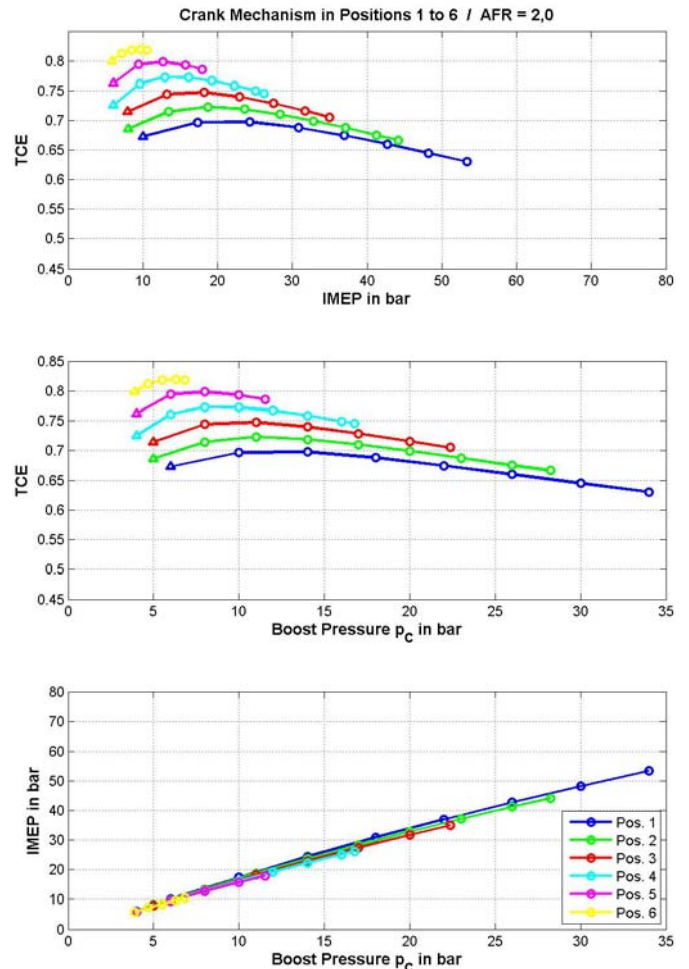 Crank Mechanism in Positions 1 to 6 / AFR = 2,0
TCE
0.8
0.75
0.7
0.65
0.6
0.55
0.5
0.45
0 10 20 30 40 50 60 70 80
IMEP in bar
TCE
0.85
0.8
0.75
0.7
0.65
0.6
0.55
0.5
0.45
0 5 10 15 20 25 30 35
Boost Pressure pC in bar
IMEP in bar
80
70
60
50
40
30
20
10
0
Pos. 1
Pos. 2
Pos. 3
Pos. 4
Pos. 5
Pos. 6
0 5 10 15 20 25 30 35
Boost Pressure pC in bar